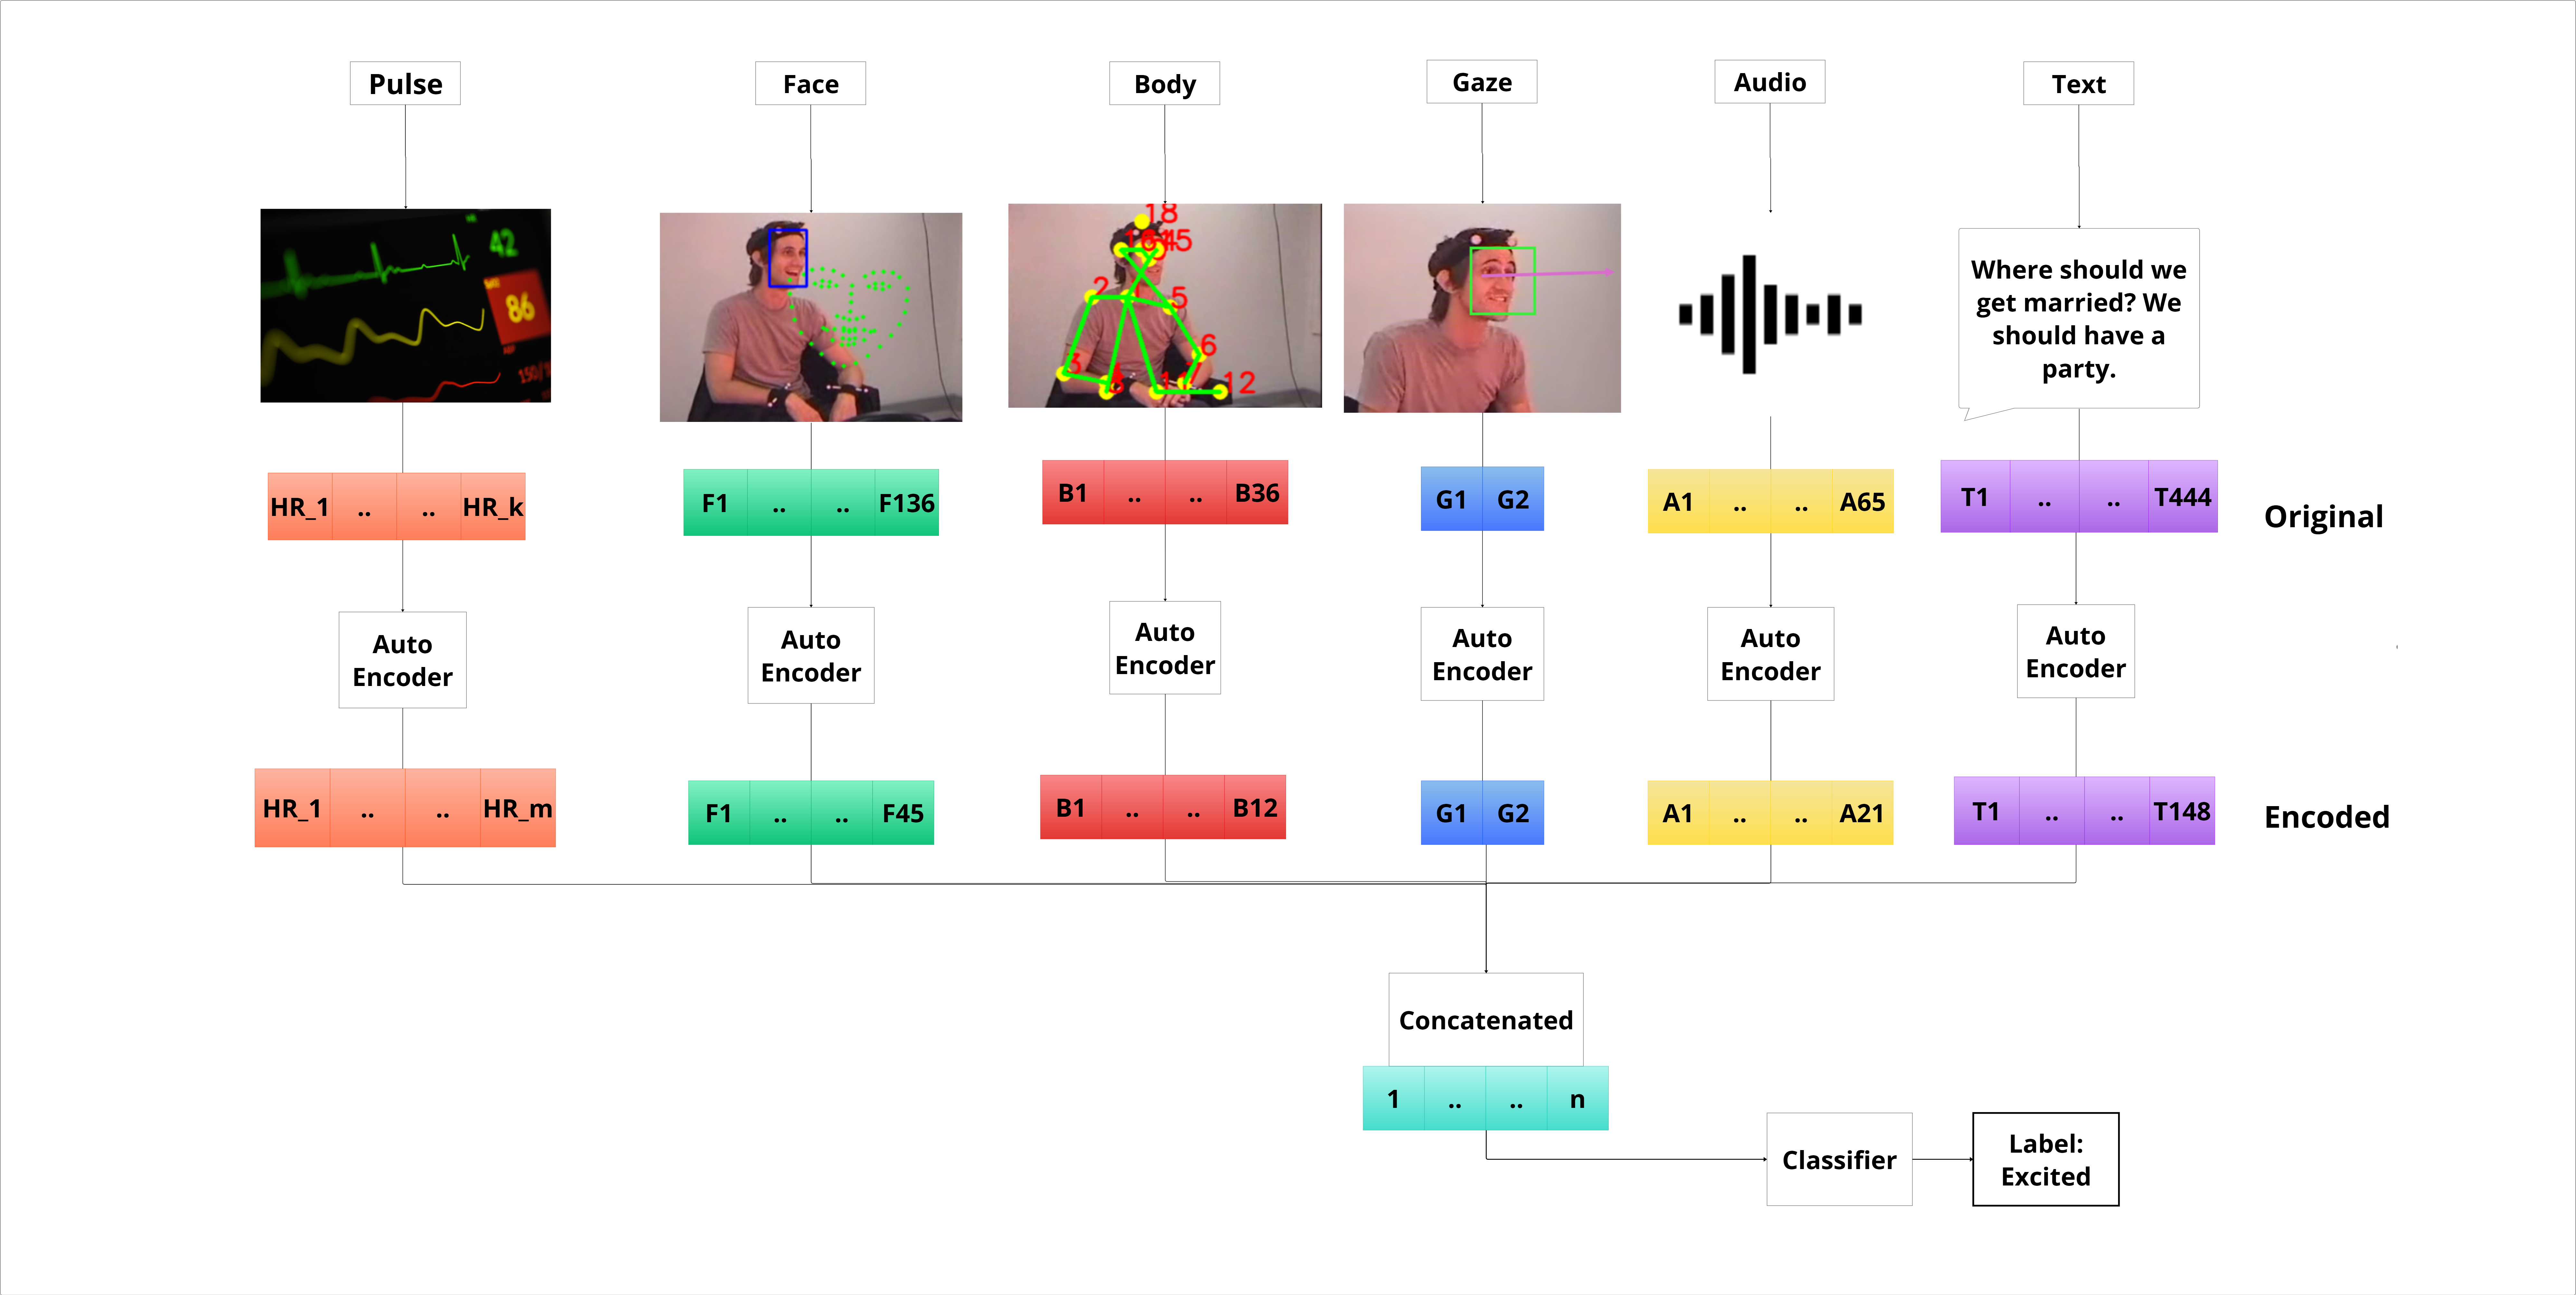 Pulse
Face
Body
Gaze
Audio
Text
42
86
150/
18
2
5
6
12
Where should we
get married? We
should have a
party.
HR_1 .. .. HR_k
F1 .. .. F136
B1 .. .. B36
G1 G2
A1 .. .. A65
T1 .. .. T444
Original
Auto
Encoder
Auto
Encoder
Auto
Encoder
Auto
Encoder
Auto
Encoder
Auto
Encoder
HR_1 .. .. HR_m
F1 .. .. F45
B1 .. .. B12
G1 G2
A1 .. .. A21
T1 .. .. T148
Encoded
Concatenated
1 .. .. n
Classifier
Label:
Excited